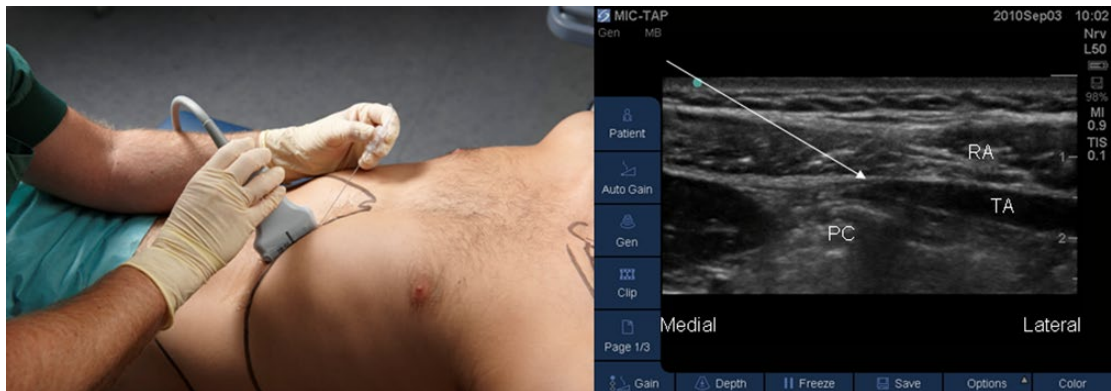 MIC-TAP 2010Sep03 10:02
Gen MB
Nrv
L50
98%
MI
0.9
TIS
0.1
Patient
Auto Gain
Gen
Clip
Page 1/3
RA
1
TA
PC
2
Medial Lateral
Gain Depth Freeze Save Options Color